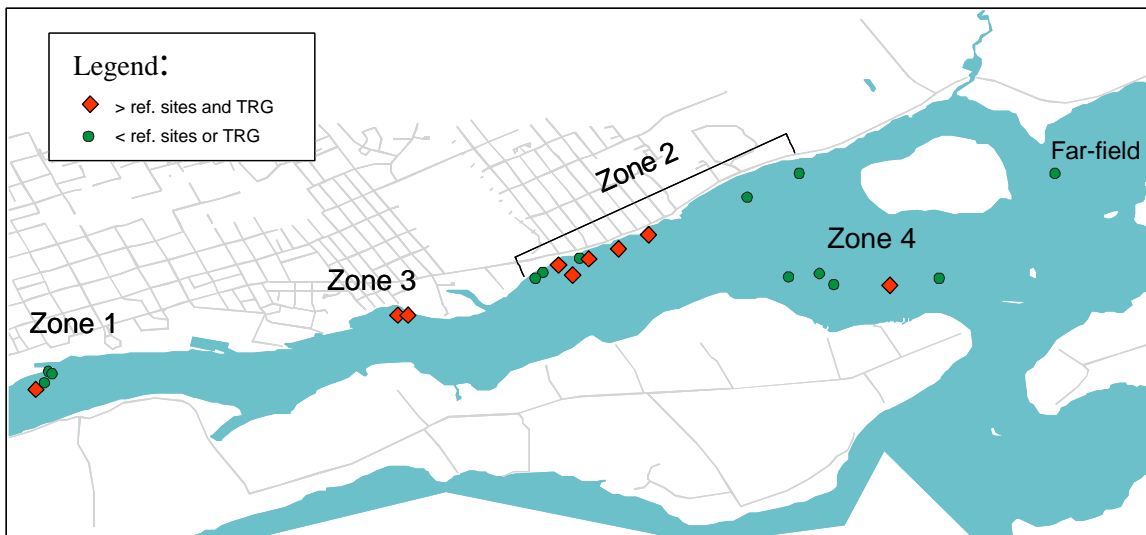 Legend:
> ref. sites and TRG
< ref. sites or TRG
Zone 1
Zone 3
Zone 2
Zone 4
Far-field